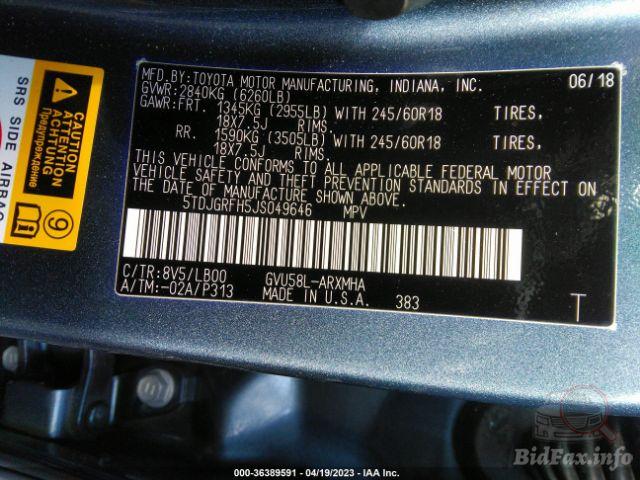 MFD.BY:TOYOTA MOTOR MANUFACTURING, INDIANA, INC. 06/18
GVWR:2840KG (6260LB)
GAWR:FRT. 1345KG (2955LB) WITH 245/60R18 TIRES,
18X7.5J RIMS.
RR. 1590KG (3505LB) WITH 245/60R18 TIRES,
18X7.5J RIMS.
THIS VEHICLE CONFORMS TO ALL APPLICABLE FEDERAL MOTOR
VEHICLE SAFETY AND THEFT PREVENTION STANDARDS IN EFFECT ON
THE DATE OF MANUFACTURE SHOWN ABOVE.
5TDJGRFH5JS049646 MPV
C/TR:8V5/LB00 GVU58L-ARXMHA
A/TM:-02A/P313 MADE IN U.S.A. 383 T
SRS SIDE AIRBAG
CAUTION
ATTENTION
Предупреждение
9
BidFax.info
000 - 36389591 - 04/19/2023 - IAA Inc.